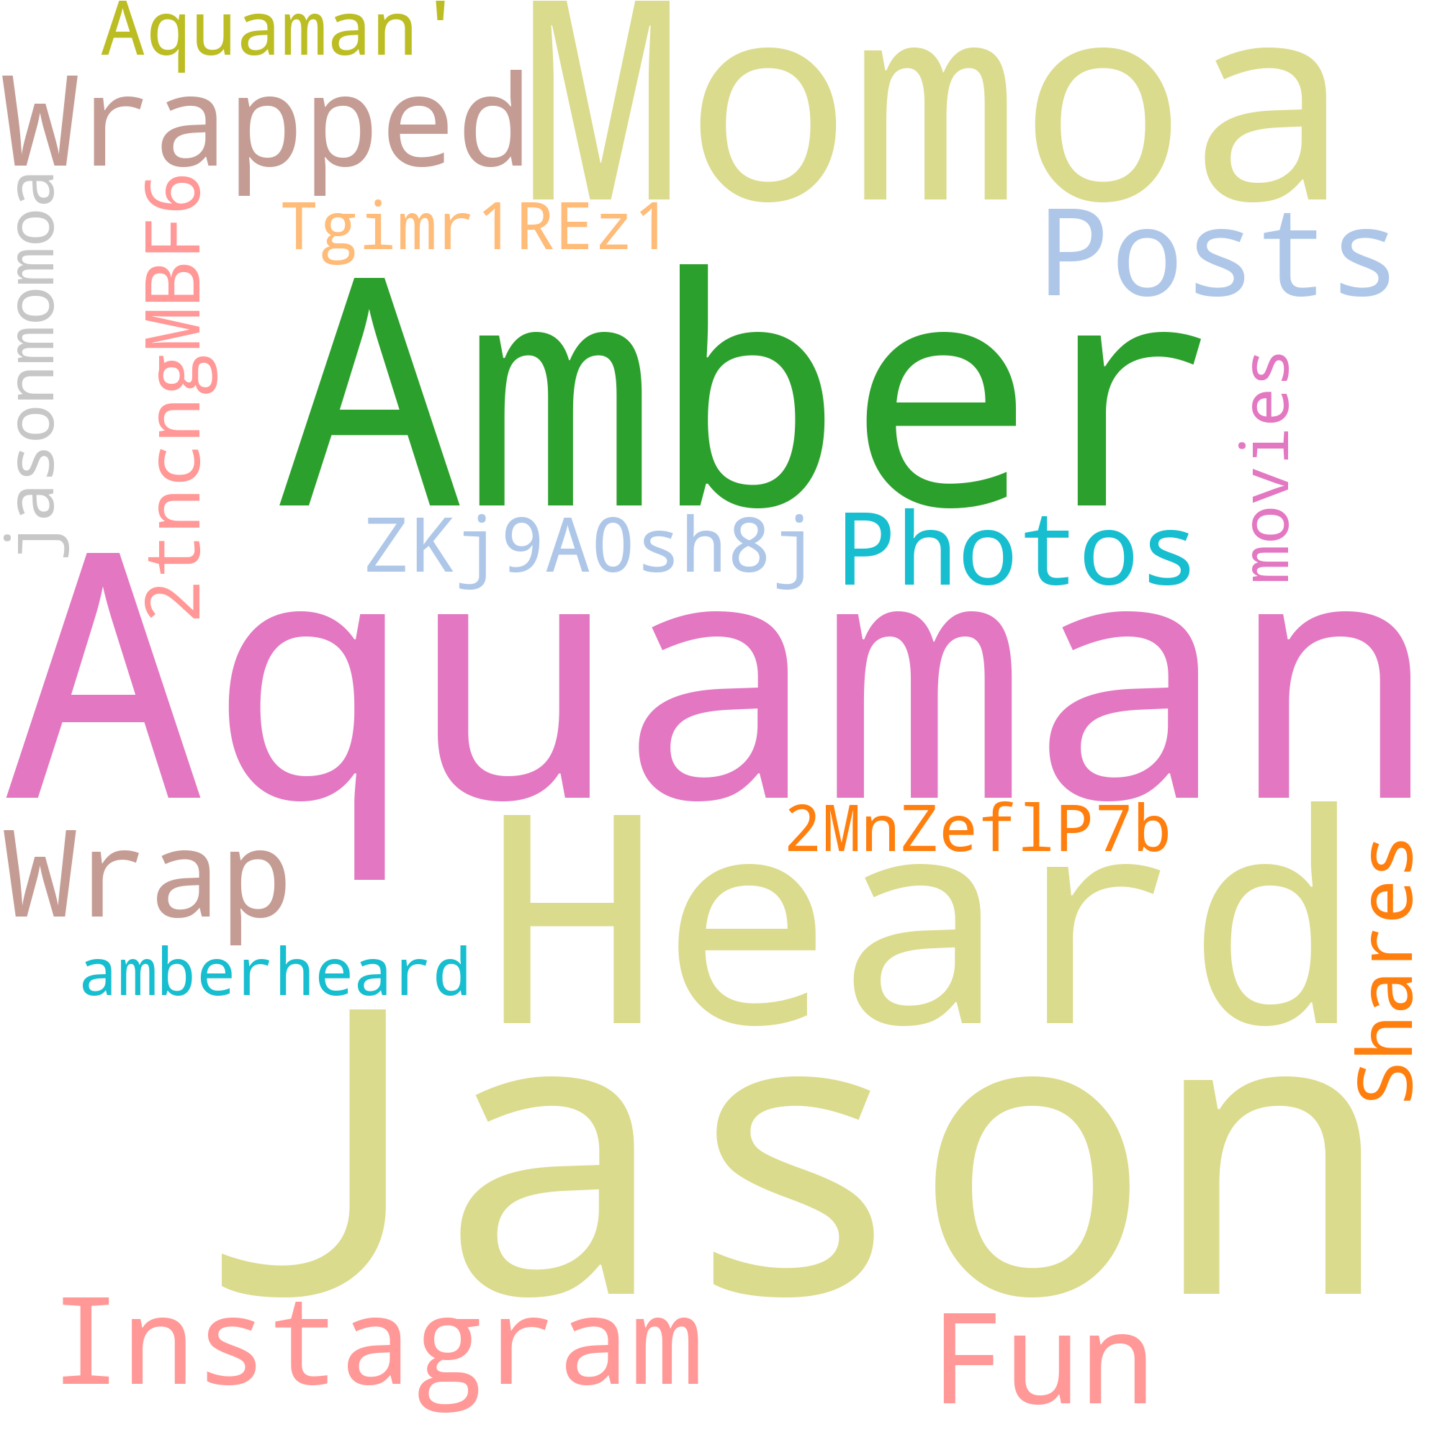 Aquaman'
Momoa
Wrapped
jasonmomoa
2tncngMBF6
Tgimr1REz1
Posts
Amber
movies
ZKj9AOsh8j
Photos
Aquaman
2MnZeflP7b
Wrap
Heard
Shares
amberheard
Jason
Instagram
Fun